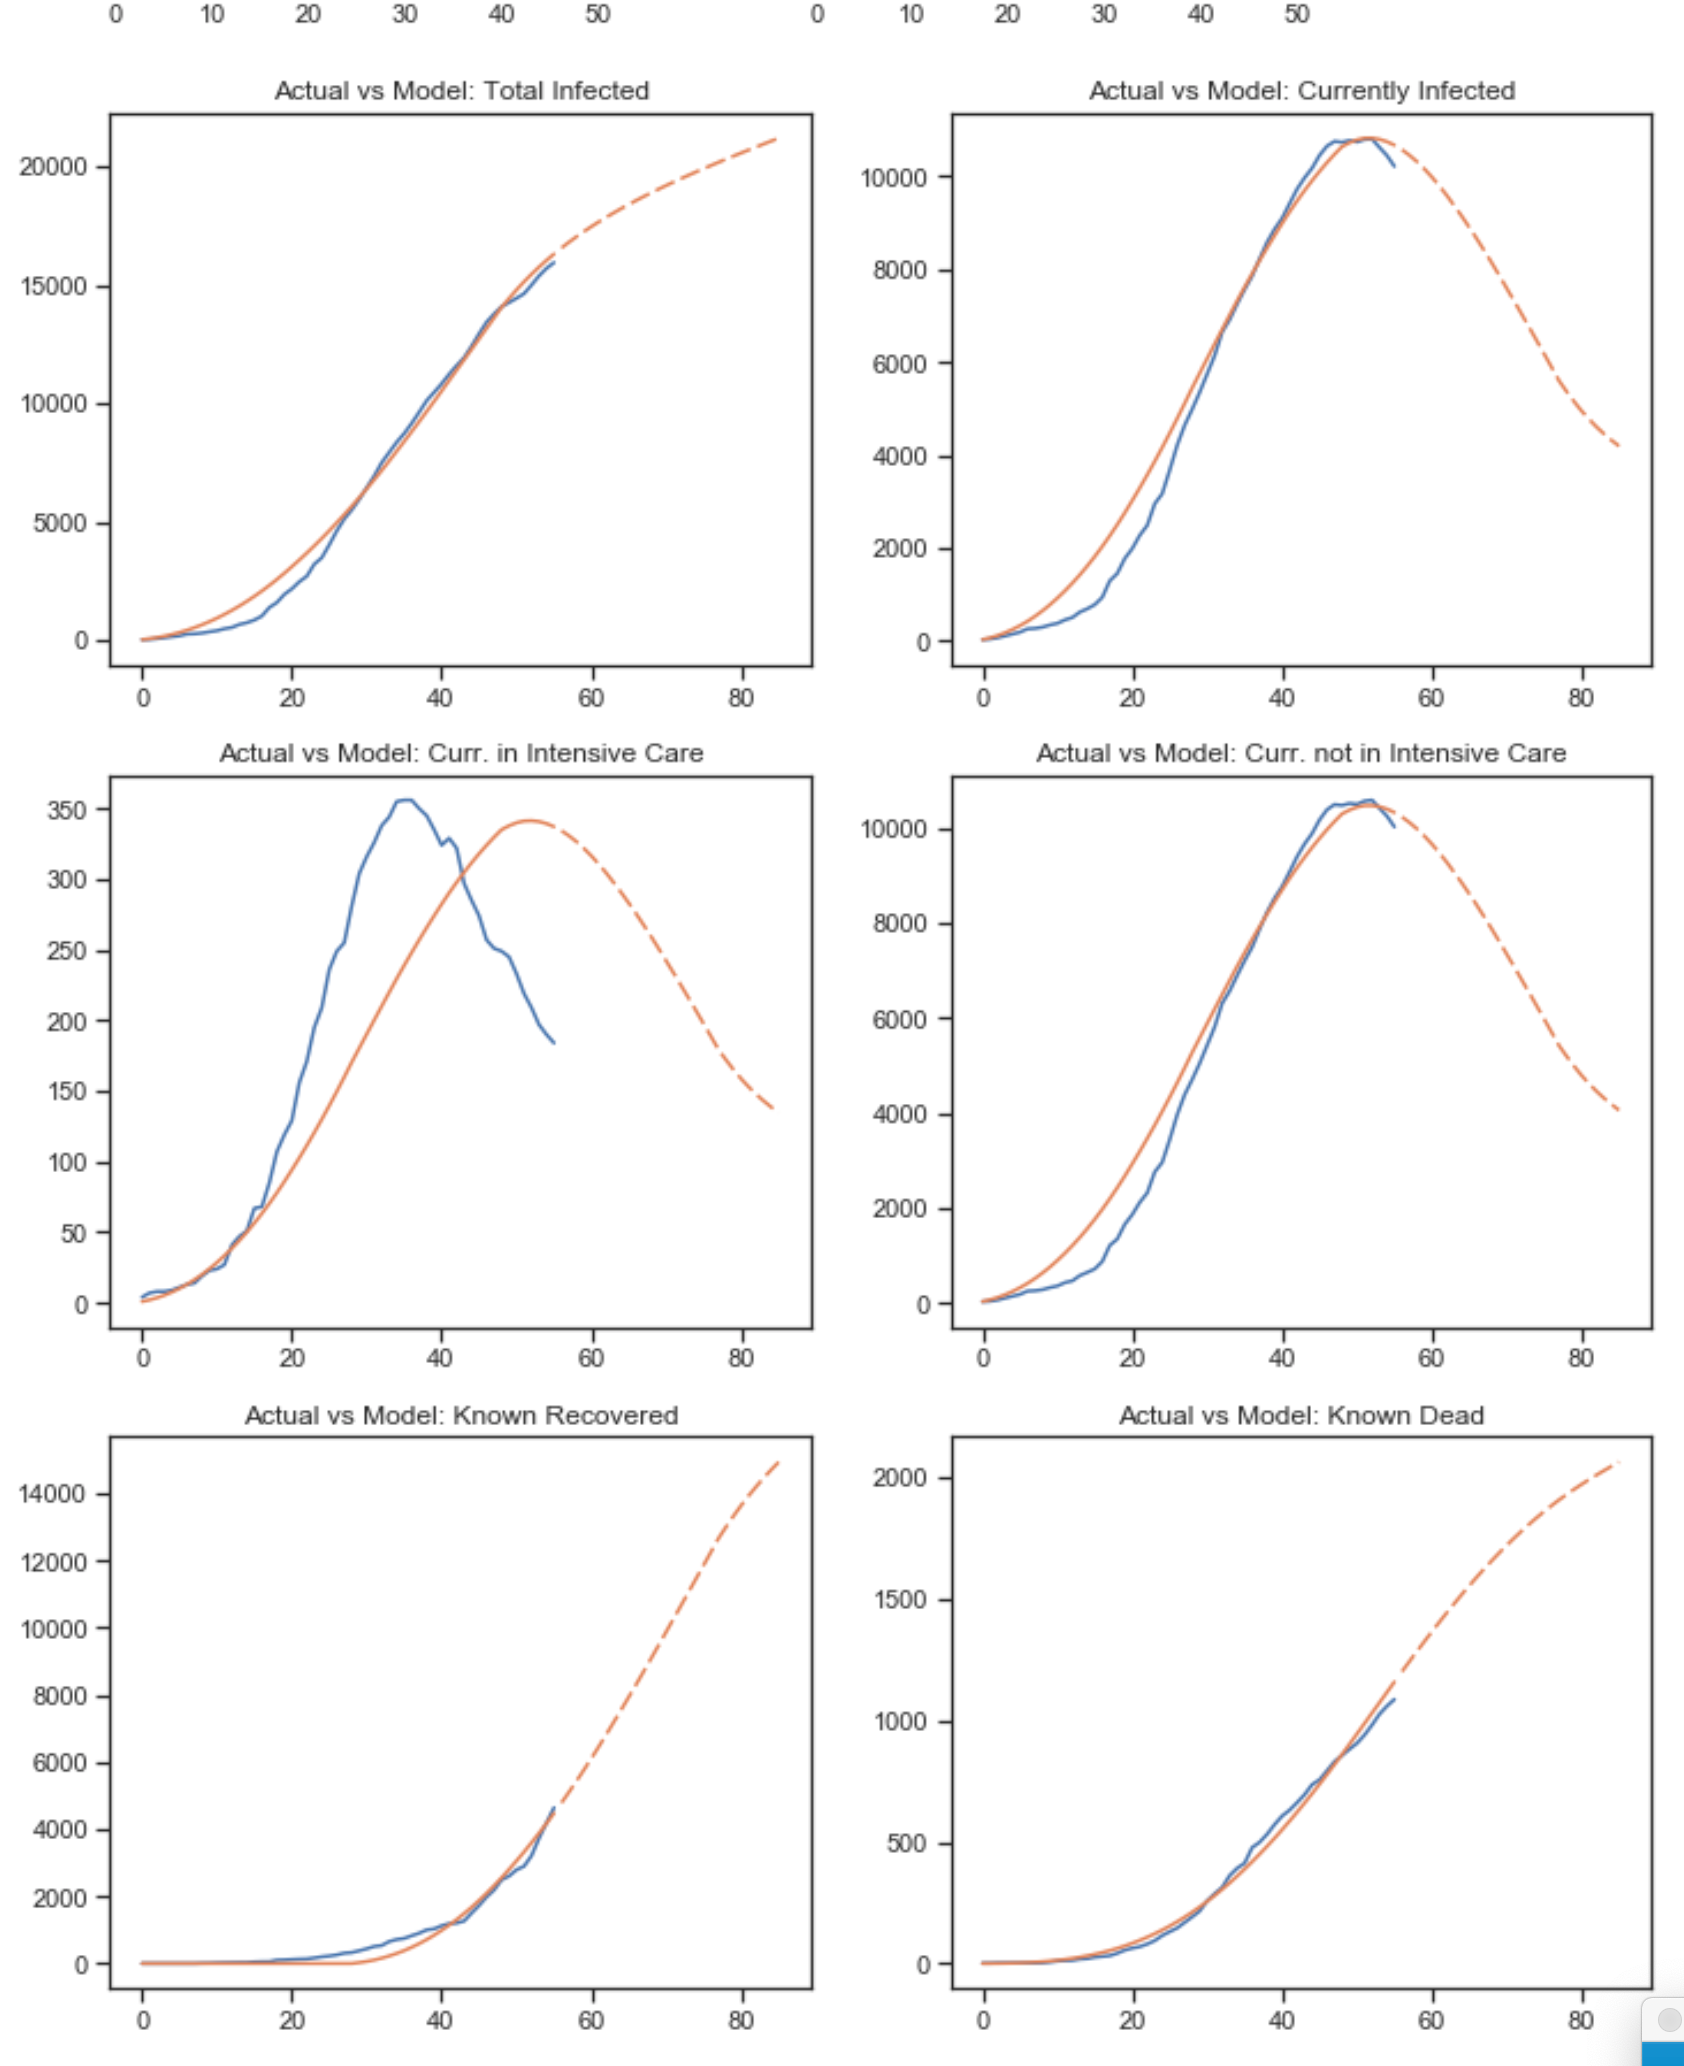 0 10 20 30 40 50 0 10 20 30 40 50
Actual vs Model: Total Infected
20000
15000
10000
5000
0
0 20 40 60 80
Actual vs Model: Currently Infected
10000
8000
6000
4000
2000
0
0 20 40 60 80
Actual vs Model: Curr. in Intensive Care
350
300
250
200
150
100
50
0
0 20 40 60 80
Actual vs Model: Curr. not in Intensive Care
10000
8000
6000
4000
2000
0
0 20 40 60 80
Actual vs Model: Known Recovered
14000
12000
10000
8000
6000
4000
2000
0
0 20 40 60 80
Actual vs Model: Known Dead
2000
1500
1000
500
0
0 20 40 60 80